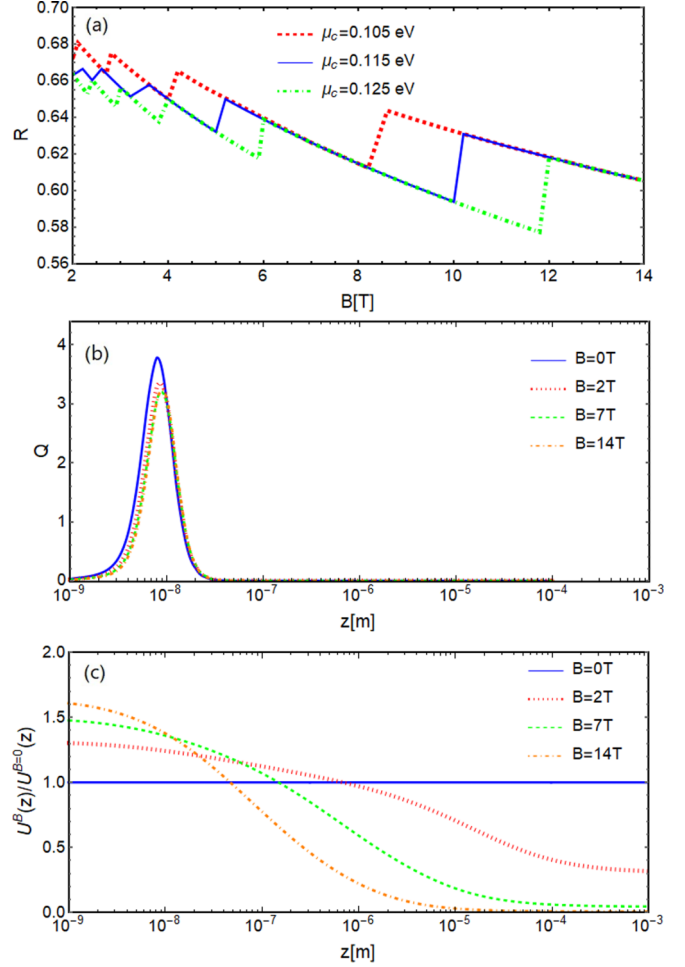 (a)
μc=0.105 eV
μc=0.115 eV
μc=0.125 eV
R
0.70
0.68
0.66
0.64
0.62
0.60
0.58
0.56
2 4 6 8 10 12 14
B[T]
(b)
B=0T
B=2T
B=7T
B=14T
Q
4
3
2
1
0
10⁻⁹ 10⁻⁸ 10⁻⁷ 10⁻⁶ 10⁻⁵ 10⁻⁴ 10⁻³
z[m]
(c)
B=0T
B=2T
B=7T
B=14T
U^B(z)/U^B=0(z)
2.0
1.5
1.0
0.5
0.0
10⁻⁹ 10⁻⁸ 10⁻⁷ 10⁻⁶ 10⁻⁵ 10⁻⁴ 10⁻³
z[m]